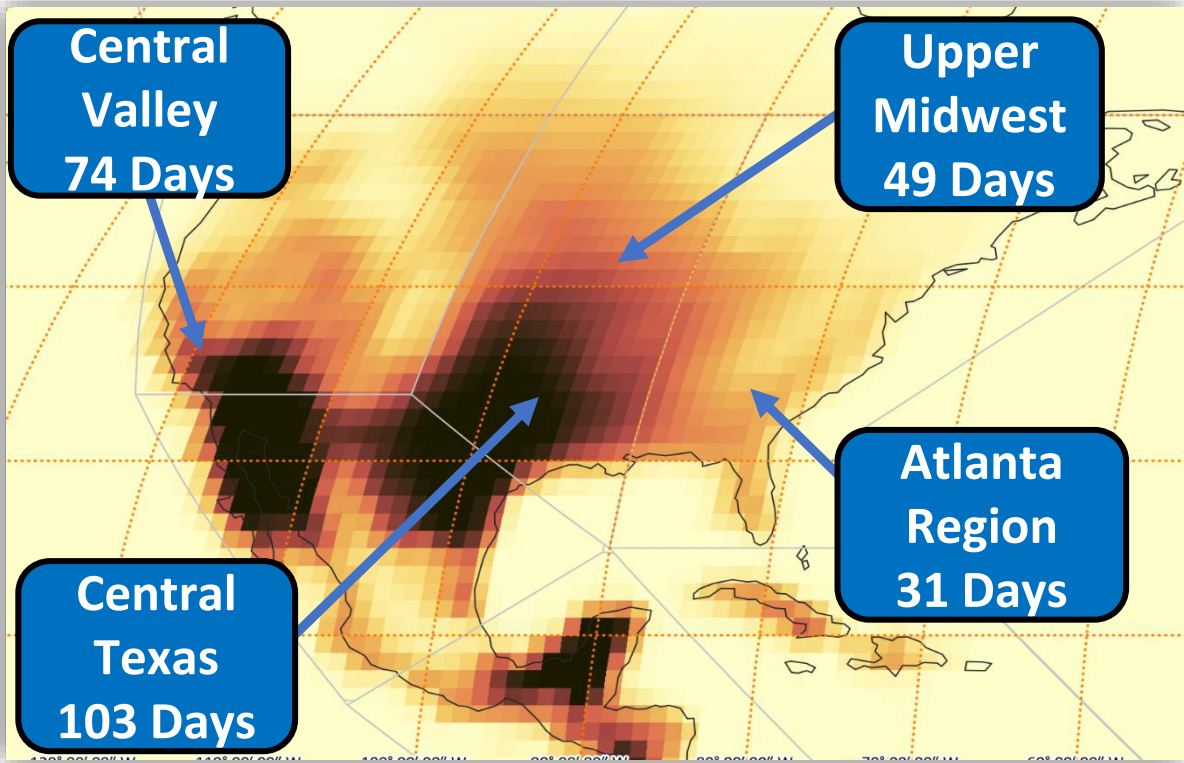 Central
Valley
74 Days
Upper
Midwest
49 Days
Atlanta
Region
31 Days
Central
Texas
103 Days